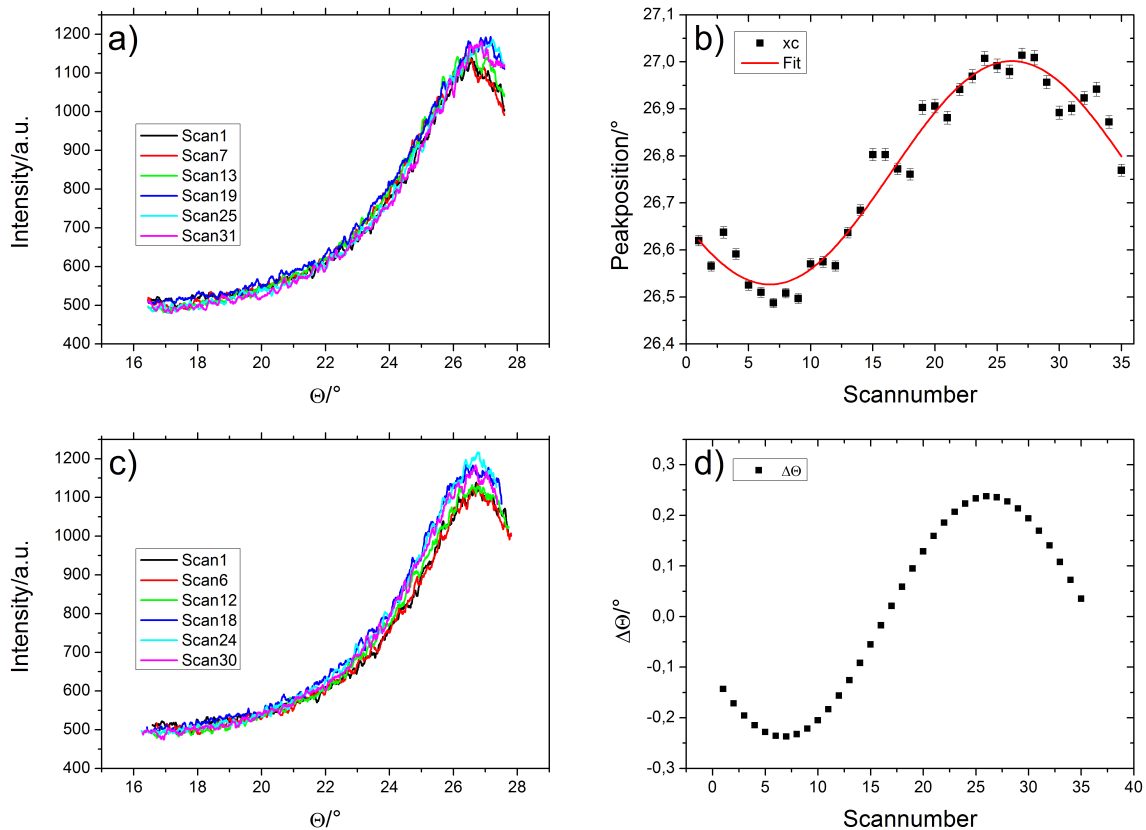 a)
1200
1100
1000
900
800
700
600
500
400
Intensity/a.u.
Scan1
Scan7
Scan13
Scan19
Scan25
Scan31
16 18 20 22 24 26 28
Θ/°
b)
27,1
27,0
26,9
26,8
26,7
26,6
26,5
26,4
Peakposition/°
xc
Fit
0 5 10 15 20 25 30 35
Scannumber
c)
1200
1100
1000
900
800
700
600
500
400
Intensity/a.u.
Scan1
Scan6
Scan12
Scan18
Scan24
Scan30
16 18 20 22 24 26 28
Θ/°
d)
0,3
0,2
0,1
0,0
-0,1
-0,2
-0,3
ΔΘ/°
ΔΘ
0 5 10 15 20 25 30 35 40
Scannumber